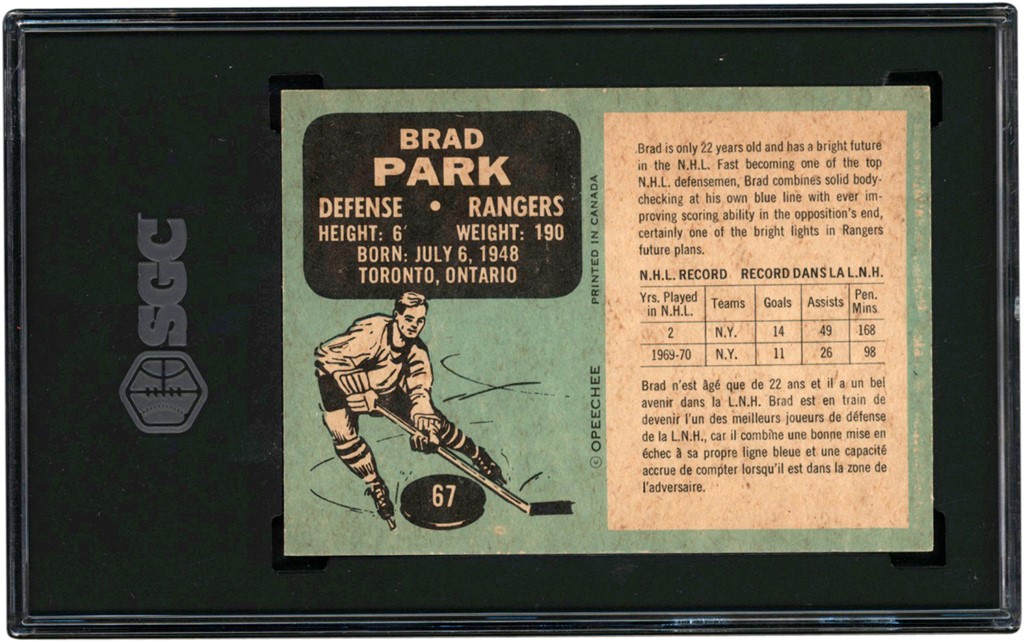 SGC
BRAD
PARK
DEFENSE • RANGERS
HEIGHT: 6' WEIGHT: 190
BORN: JULY 6, 1948
TORONTO, ONTARIO
67
© OPEECHEE PRINTED IN CANADA
Brad is only 22 years old and has a bright future
in the N.H.L. Fast becoming one of the top
N.H.L. defensemen, Brad combines solid body-
checking at his own blue line with ever im-
proving scoring ability in the opposition's end,
certainly one of the bright lights in Rangers
future plans.
N.H.L. RECORD RECORD DANS LA L.N.H.
Yrs. Played in N.H.L. Teams Goals Assists Pen. Mins.
2 N.Y. 14 49 168
1969-70 N.Y. 11 26 98
Brad n'est âgé que de 22 ans et il a un bel
avenir dans la L.N.H. Brad est en train de
devenir l'un des meilleurs joueurs de défense
de la L.N.H., car il combine une bonne mise en
échec à sa propre ligne bleue et une capacité
accrue de compter lorsqu'il est dans la zone de
l'adversaire.